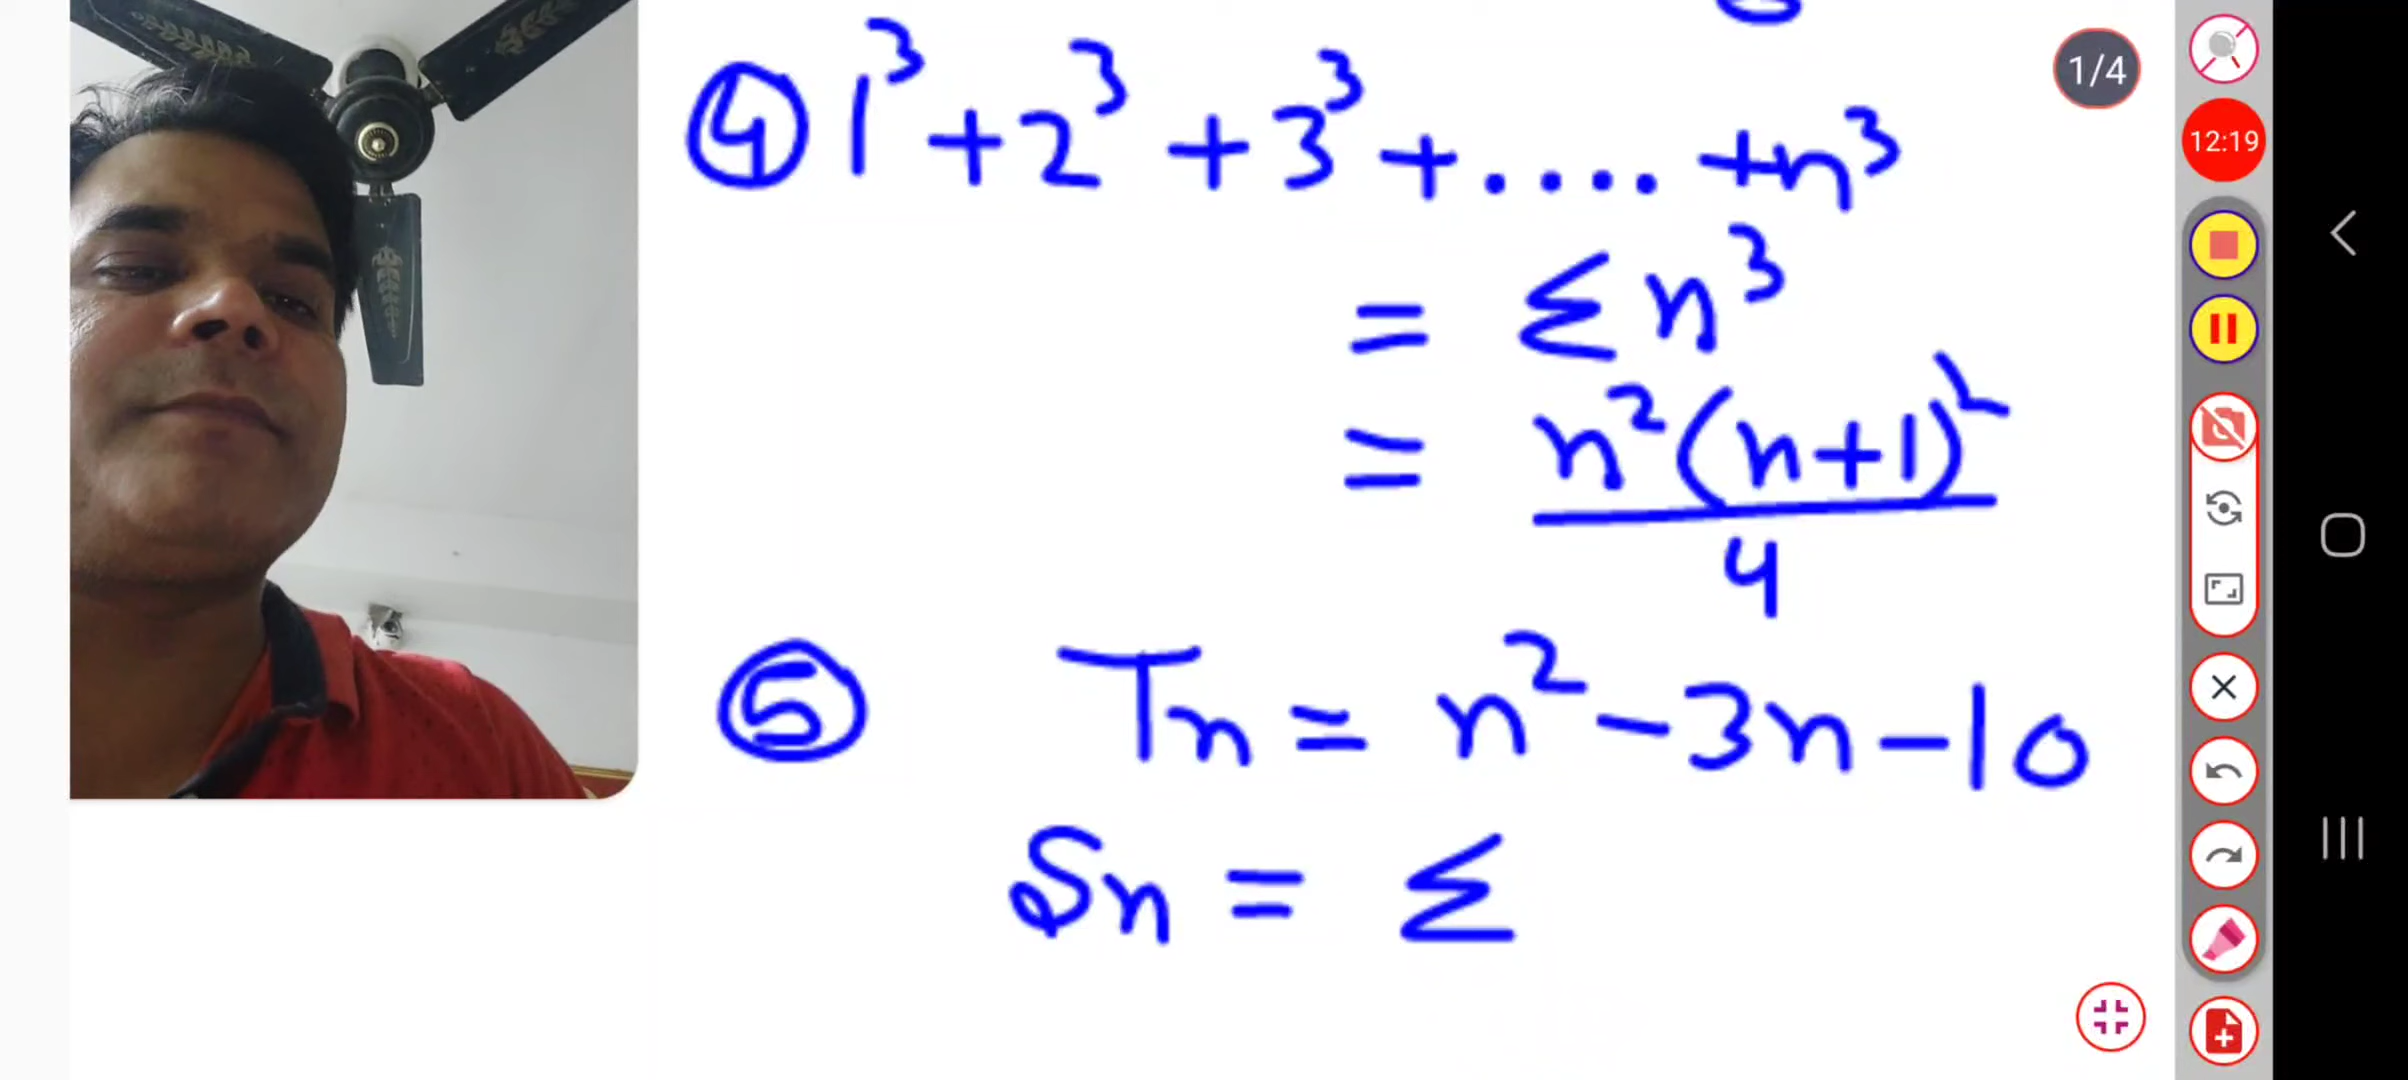 ④ 1³ + 2³ + 3³ + .... + n³
= Σ n³
= n²(n+1)²
4
⑤ Tn = n² - 3n - 10
Sn = Σ
1/4
12:19